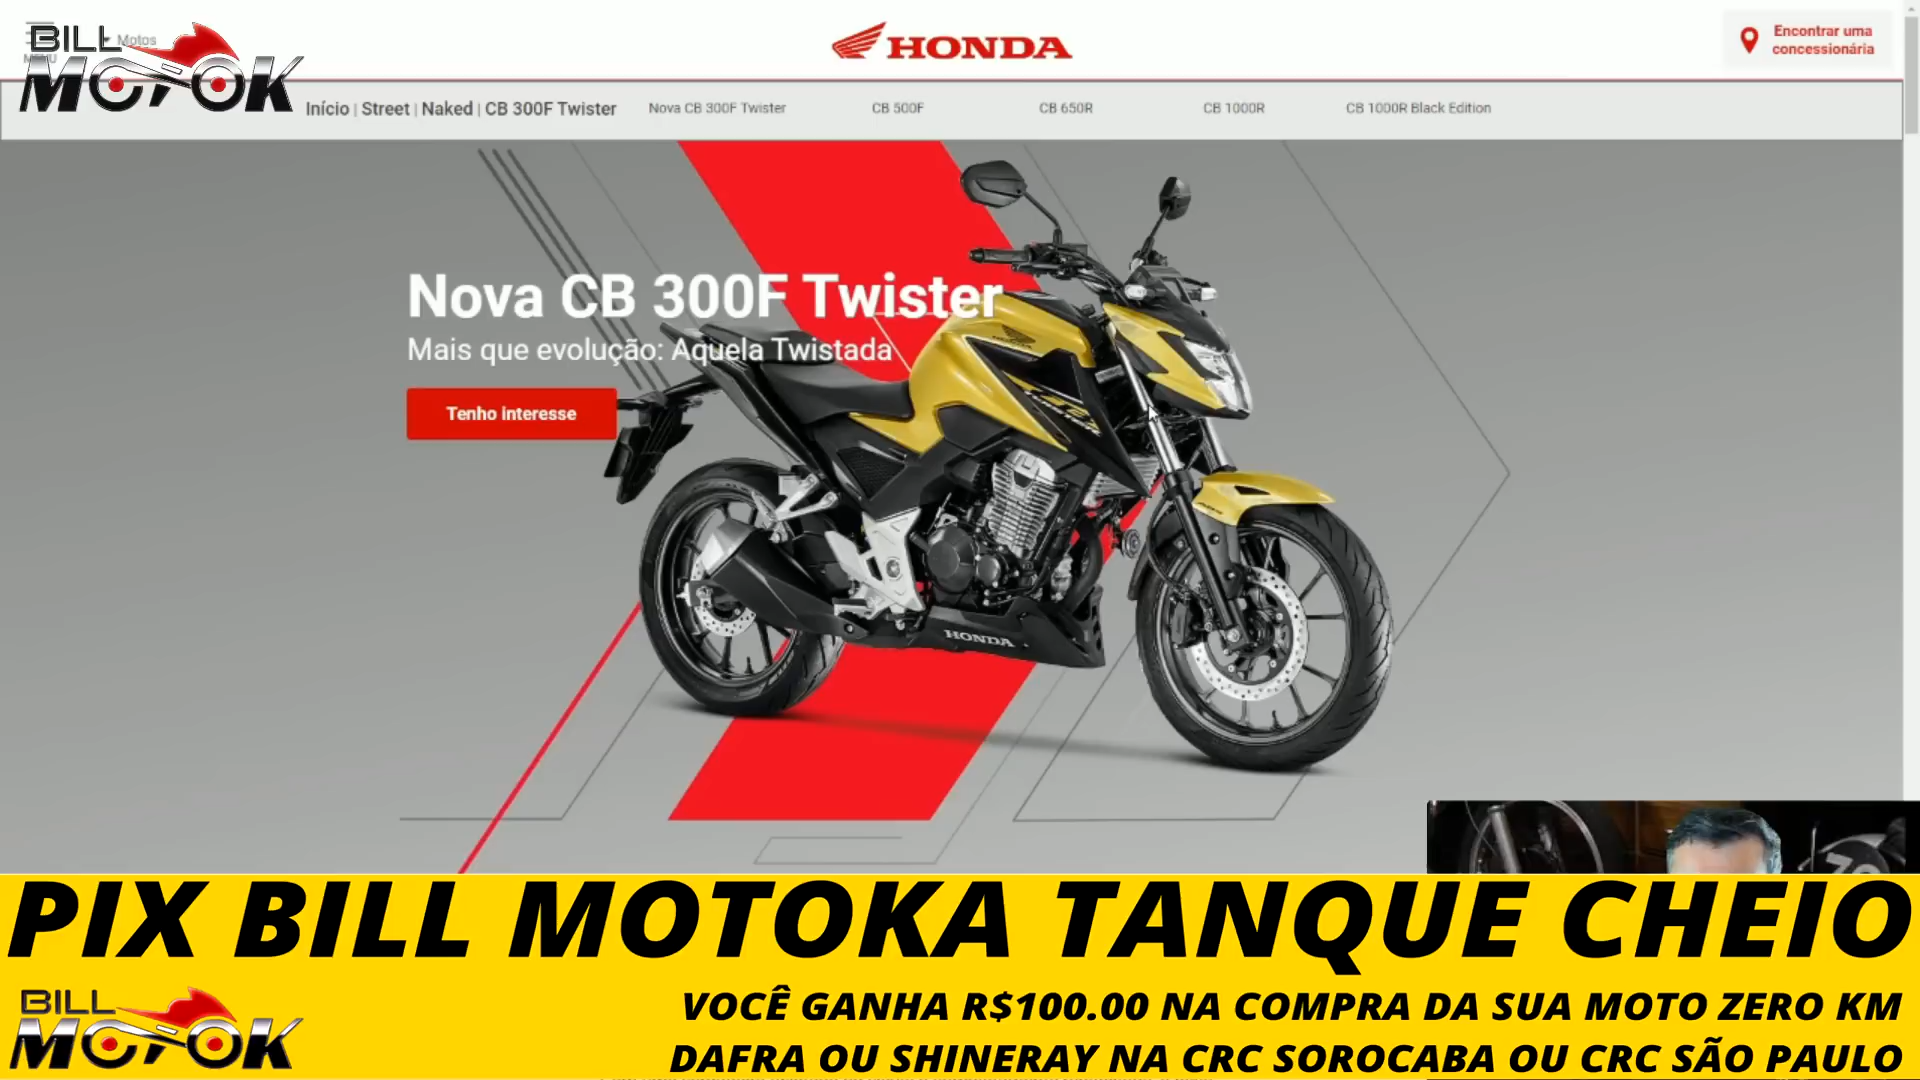 BILL
MOTOK
Motos
MENU
HONDA
Encontrar uma
concessionária
Início | Street | Naked | CB 300F Twister
Nova CB 300F Twister
CB 500F
CB 650R
CB 1000R
CB 1000R Black Edition
Nova CB 300F Twister
Mais que evolução: Aquela Twistada
Tenho interesse
HONDA
PIX BILL MOTOKA TANQUE CHEIO
BILL
MOTOK
VOCÊ GANHA R$100.00 NA COMPRA DA SUA MOTO ZERO KM
DAFRA OU SHINERAY NA CRC SOROCABA OU CRC SÃO PAULO